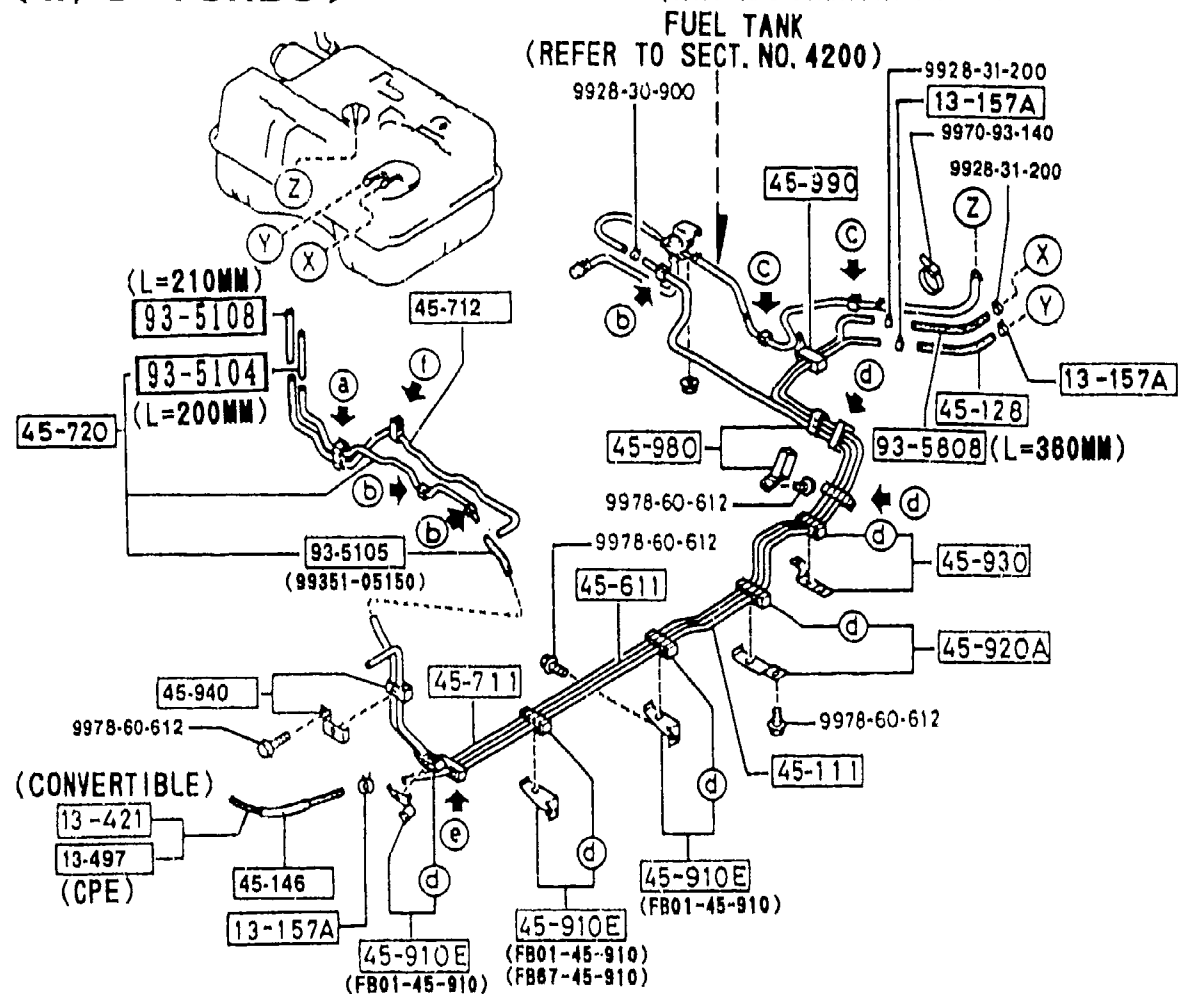 FUEL TANK
(REFER TO SECT. NO. 4200)
9928-30-900
9928-31-200
13-157A
9970-93-140
9928-31-200
45-990
Z
Z
C
C
X
Y
Y
X
b
(L=210MM)
93-5108
45-712
93-5104
(L=200MM)
a
f
d
13-157A
45-128
45-720
45-980
93-5808 (L=380MM)
b
9978-60-612
d
b
d
93-5105
(99351-05150)
9978-60-612
45-930
45-611
d
45-920A
45-940
45-711
9978-60-612
9978-60-612
45-111
(CONVERTIBLE)
13-421
d
e
13-497
(CPE)
45-146
d
d
45-910E
(FB01-45-910)
13-157A
45-910E
(FB01-45-910)
45-910E
(FB01-45-910)
(FB67-45-910)